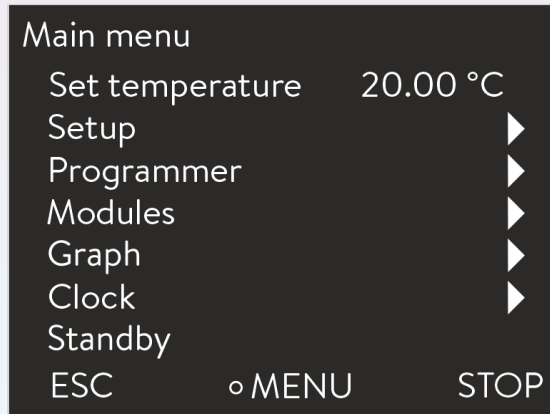 Main menu
Set temperature 20.00 °C
Setup
Programmer
Modules
Graph
Clock
Standby
ESC MENU STOP